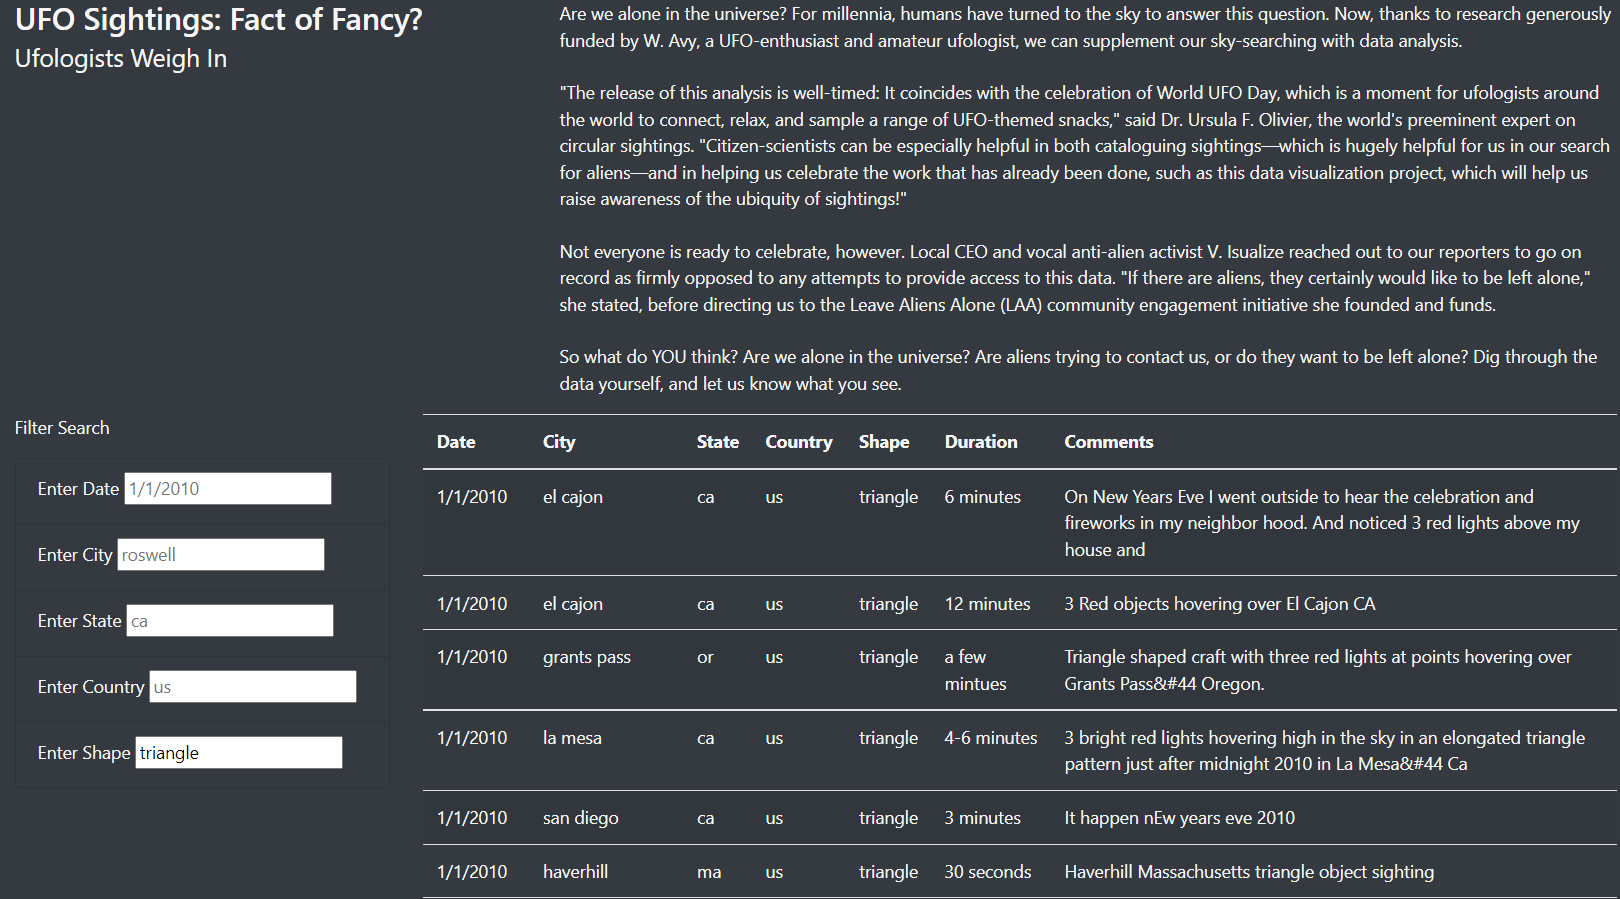 UFO Sightings: Fact of Fancy?
Ufologists Weigh In
Are we alone in the universe? For millennia, humans have turned to the sky to answer this question. Now, thanks to research generously
funded by W. Avy, a UFO-enthusiast and amateur ufologist, we can supplement our sky-searching with data analysis.
"The release of this analysis is well-timed: It coincides with the celebration of World UFO Day, which is a moment for ufologists around
the world to connect, relax, and sample a range of UFO-themed snacks," said Dr. Ursula F. Olivier, the world's preeminent expert on
circular sightings. "Citizen-scientists can be especially helpful in both cataloguing sightings—which is hugely helpful for us in our search
for aliens—and in helping us celebrate the work that has already been done, such as this data visualization project, which will help us
raise awareness of the ubiquity of sightings!"
Not everyone is ready to celebrate, however. Local CEO and vocal anti-alien activist V. Isualize reached out to our reporters to go on
record as firmly opposed to any attempts to provide access to this data. "If there are aliens, they certainly would like to be left alone,"
she stated, before directing us to the Leave Aliens Alone (LAA) community engagement initiative she founded and funds.
So what do YOU think? Are we alone in the universe? Are aliens trying to contact us, or do they want to be left alone? Dig through the
data yourself, and let us know what you see.
Filter Search
Enter Date 1/1/2010
Enter City roswell
Enter State ca
Enter Country us
Enter Shape triangle
Date City State Country Shape Duration Comments
1/1/2010 el cajon ca us triangle 6 minutes On New Years Eve I went outside to hear the celebration and
fireworks in my neighbor hood. And noticed 3 red lights above my
house and
1/1/2010 el cajon ca us triangle 12 minutes 3 Red objects hovering over El Cajon CA
1/1/2010 grants pass or us triangle a few Triangle shaped craft with three red lights at points hovering over
mintues Grants Pass&#44 Oregon.
1/1/2010 la mesa ca us triangle 4-6 minutes 3 bright red lights hovering high in the sky in an elongated triangle
pattern just after midnight 2010 in La Mesa&#44 Ca
1/1/2010 san diego ca us triangle 3 minutes It happen nEw years eve 2010
1/1/2010 haverhill ma us triangle 30 seconds Haverhill Massachusetts triangle object sighting